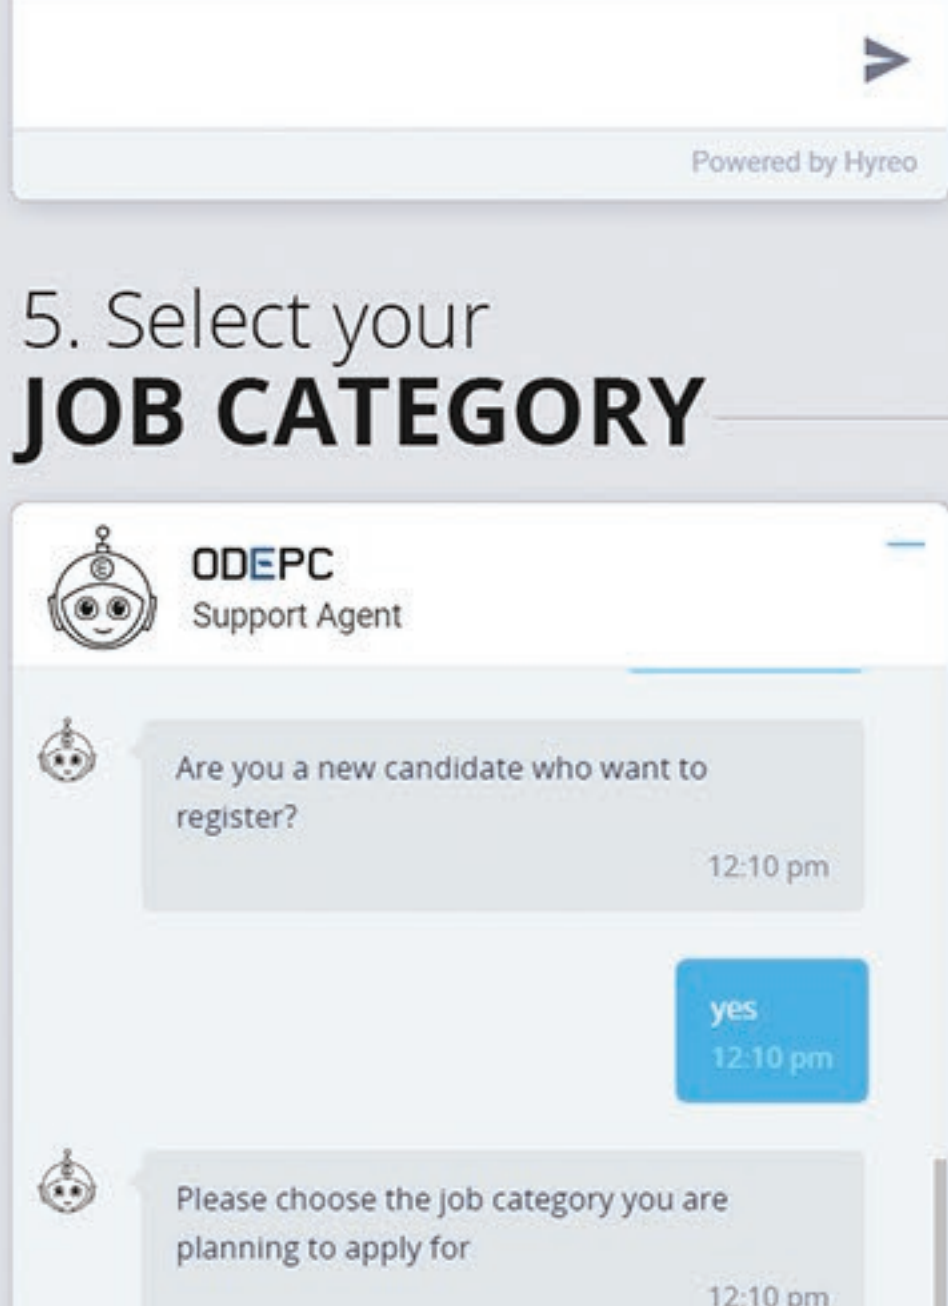 Powered by Hyreo
5. Select your
JOB CATEGORY
ODEPC
Support Agent
Are you a new candidate who want to
register?
12:10 pm
yes
12:10 pm
Please choose the job category you are
planning to apply for
12:10 pm